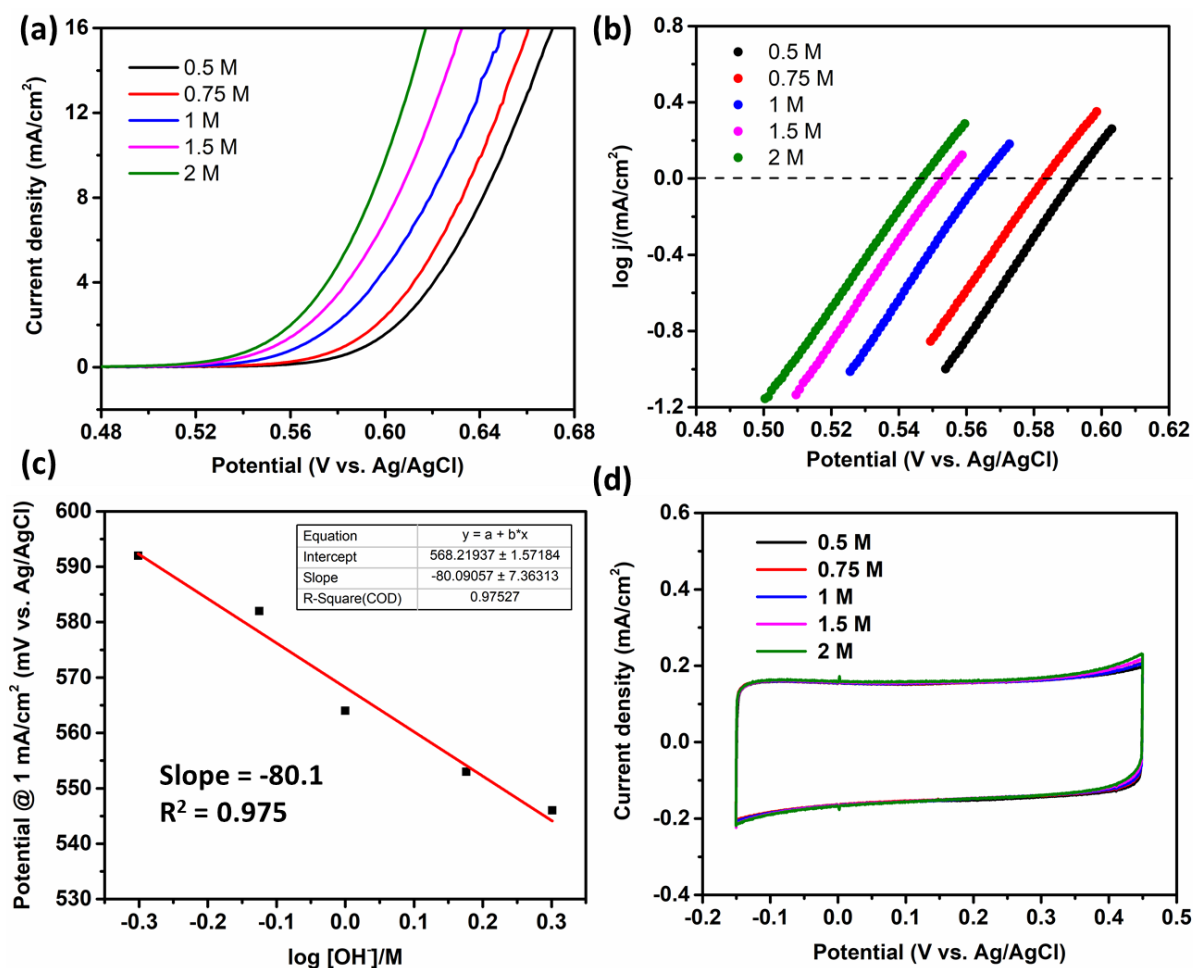 (a)
16
12
8
4
0
0.5 M
0.75 M
1 M
1.5 M
2 M
0.48 0.52 0.56 0.60 0.64 0.68
Current density (mA/cm²)
Potential (V vs. Ag/AgCl)
(b)
0.8
0.4
0.0
-0.4
-0.8
-1.2
0.5 M
0.75 M
1 M
1.5 M
2 M
0.48 0.50 0.52 0.54 0.56 0.58 0.60 0.62
log j/(mA/cm²)
Potential (V vs. Ag/AgCl)
(c)
600
590
580
570
560
550
540
530
Equation y = a + b*x
Intercept 568.21937 ± 1.57184
Slope -80.09057 ± 7.36313
R-Square(COD) 0.97527
Slope = -80.1
R² = 0.975
-0.3 -0.2 -0.1 0.0 0.1 0.2 0.3
Potential @ 1 mA/cm² (mV vs. Ag/AgCl)
log [OH⁻]/M
(d)
0.6
0.4
0.2
0.0
-0.2
-0.4
0.5 M
0.75 M
1 M
1.5 M
2 M
-0.2 -0.1 0.0 0.1 0.2 0.3 0.4 0.5
Current density (mA/cm²)
Potential (V vs. Ag/AgCl)